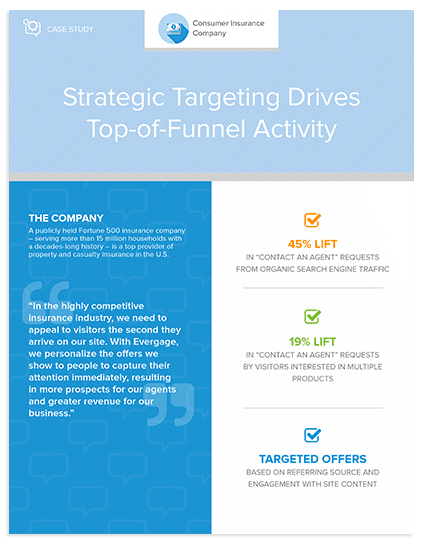 CASE STUDY
Consumer Insurance
Company
Strategic Targeting Drives
Top-of-Funnel Activity
THE COMPANY
A publicly held Fortune 500 insurance company
– serving more than 15 million households with
a decades-long history – is a top provider of
property and casualty insurance in the U.S.
“In the highly competitive
insurance industry, we need to
appeal to visitors the second they
arrive on our site. With Evergage,
we personalize the offers we
show to people to capture their
attention immediately, resulting
in more prospects for our agents
and greater revenue for our
business.”
45% LIFT
IN “CONTACT AN AGENT” REQUESTS
FROM ORGANIC SEARCH ENGINE TRAFFIC
19% LIFT
IN “CONTACT AN AGENT” REQUESTS
BY VISITORS INTERESTED IN MULTIPLE
PRODUCTS
TARGETED OFFERS
BASED ON REFERRING SOURCE AND
ENGAGEMENT WITH SITE CONTENT